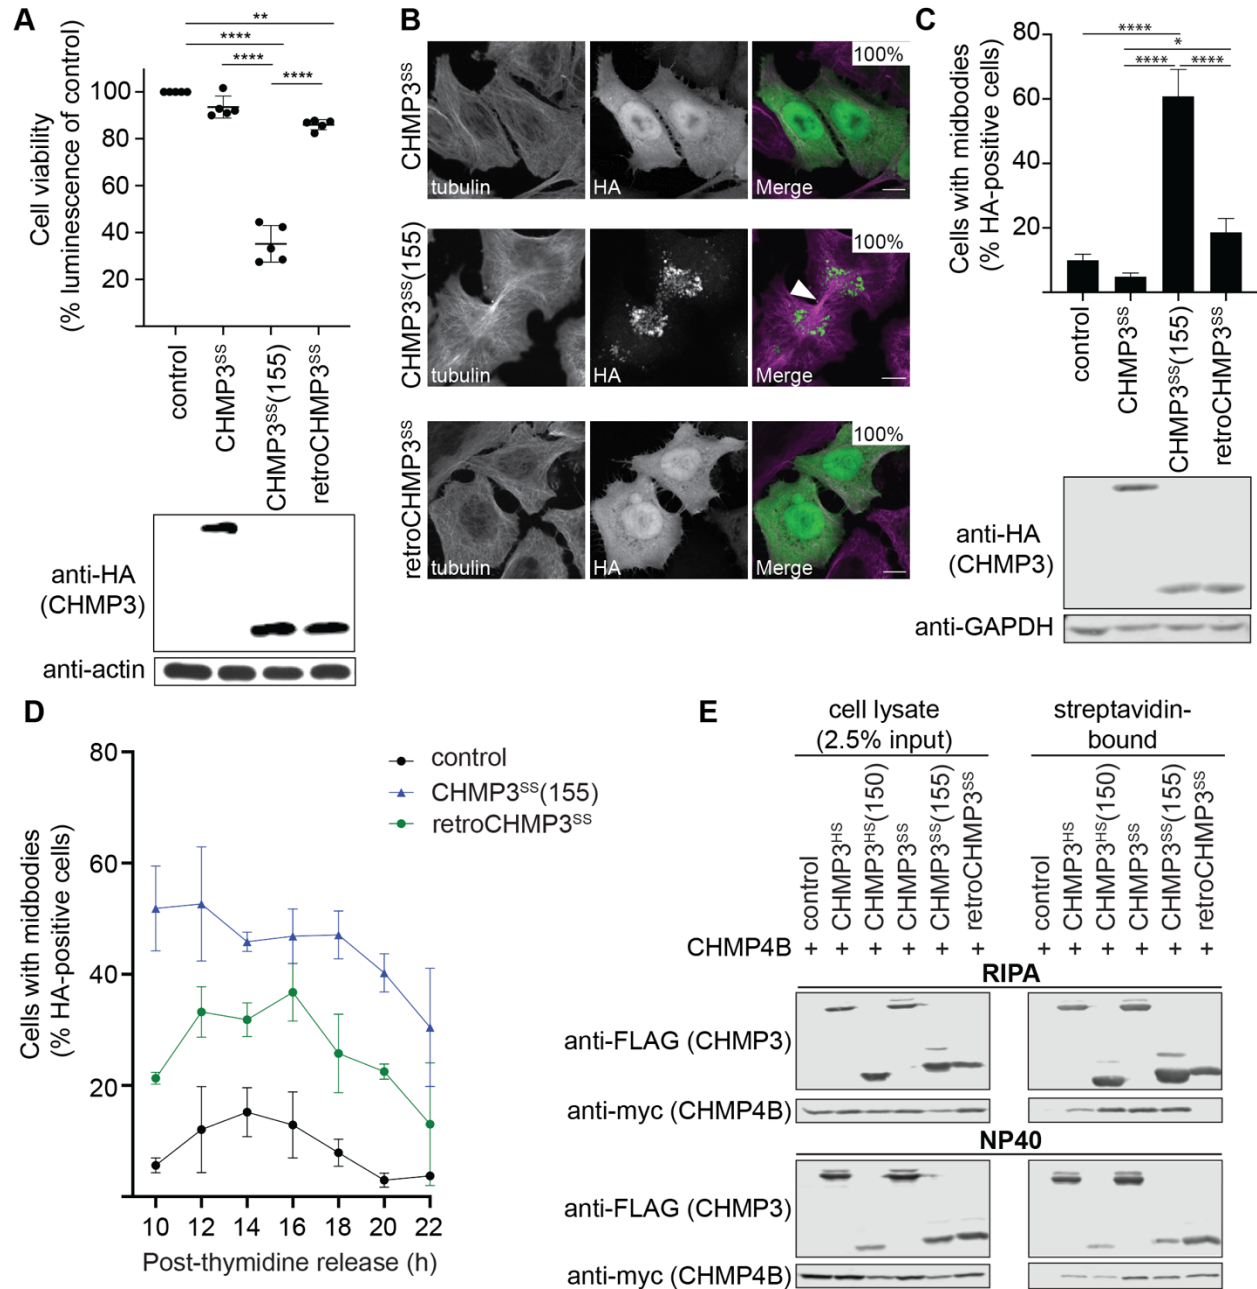 A
**
****
****
****
Cell viability
(% luminescence of control)
100
80
60
40
20
control
CHMP3SS
CHMP3SS(155)
retroCHMP3SS
anti-HA
(CHMP3)
anti-actin
B
CHMP3SS
tubulin
HA
Merge
100%
CHMP3SS(155)
tubulin
HA
Merge
100%
retroCHMP3SS
tubulin
HA
Merge
100%
C
****
*
****
****
Cells with midbodies
(% HA-positive cells)
80
60
40
20
control
CHMP3SS
CHMP3SS(155)
retroCHMP3SS
anti-HA
(CHMP3)
anti-GAPDH
D
Cells with midbodies
(% HA-positive cells)
80
60
40
20
control
CHMP3SS(155)
retroCHMP3SS
10 12 14 16 18 20 22
Post-thymidine release (h)
E
cell lysate
(2.5% input)
streptavidin-
bound
control
CHMP3HS
CHMP3HS(150)
CHMP3SS
CHMP3SS(155)
retroCHMP3SS
control
CHMP3HS
CHMP3HS(150)
CHMP3SS
CHMP3SS(155)
retroCHMP3SS
CHMP4B + + + + + + + + + + + +
RIPA
anti-FLAG (CHMP3)
anti-myc (CHMP4B)
NP40
anti-FLAG (CHMP3)
anti-myc (CHMP4B)